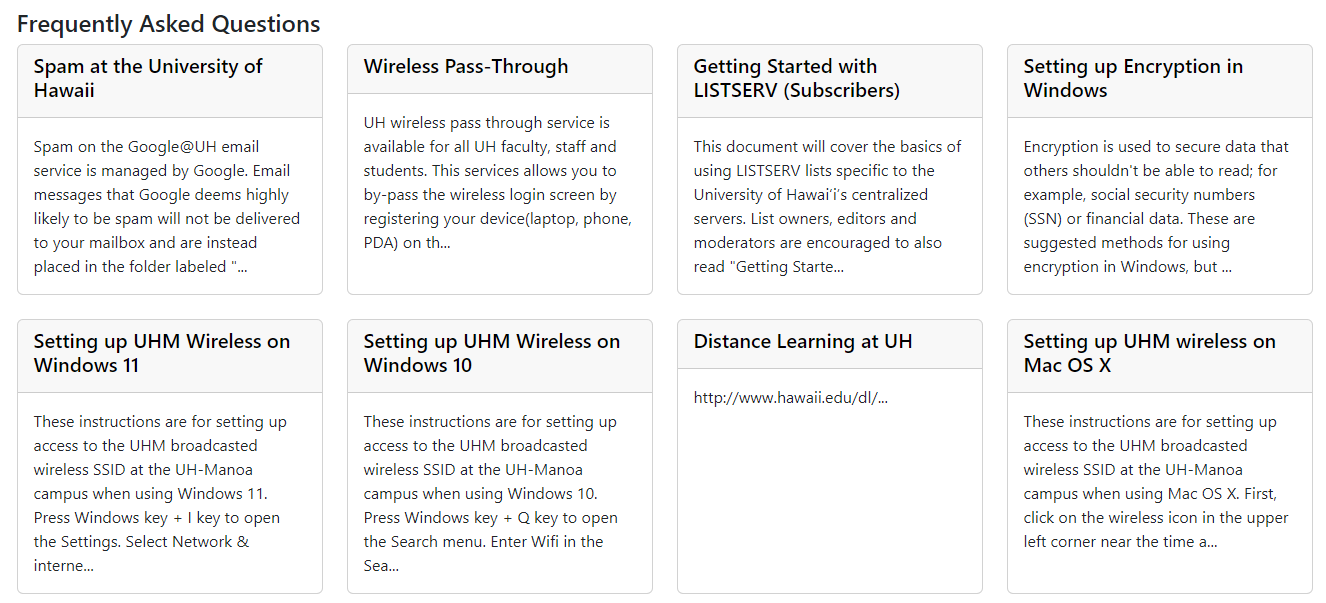 Frequently Asked Questions
Spam at the University of
Hawaii
Spam on the Google@UH email
service is managed by Google. Email
messages that Google deems highly
likely to be spam will not be delivered
to your mailbox and are instead
placed in the folder labeled "...
Wireless Pass-Through
UH wireless pass through service is
available for all UH faculty, staff and
students. This services allows you to
by-pass the wireless login screen by
registering your device(laptop, phone,
PDA) on th...
Getting Started with
LISTSERV (Subscribers)
This document will cover the basics of
using LISTSERV lists specific to the
University of Hawaiʻi's centralized
servers. List owners, editors and
moderators are encouraged to also
read "Getting Starte...
Setting up Encryption in
Windows
Encryption is used to secure data that
others shouldn't be able to read; for
example, social security numbers
(SSN) or financial data. These are
suggested methods for using
encryption in Windows, but ...
Setting up UHM Wireless on
Windows 11
These instructions are for setting up
access to the UHM broadcasted
wireless SSID at the UH-Manoa
campus when using Windows 11.
Press Windows key + I key to open
the Settings. Select Network &
interne...
Setting up UHM Wireless on
Windows 10
These instructions are for setting up
access to the UHM broadcasted
wireless SSID at the UH-Manoa
campus when using Windows 10.
Press Windows key + Q key to open
the Search menu. Enter Wifi in the
Sea...
Distance Learning at UH
http://www.hawaii.edu/dl/...
Setting up UHM wireless on
Mac OS X
These instructions are for setting up
access to the UHM broadcasted
wireless SSID at the UH-Manoa
campus when using Mac OS X. First,
click on the wireless icon in the upper
left corner near the time a...